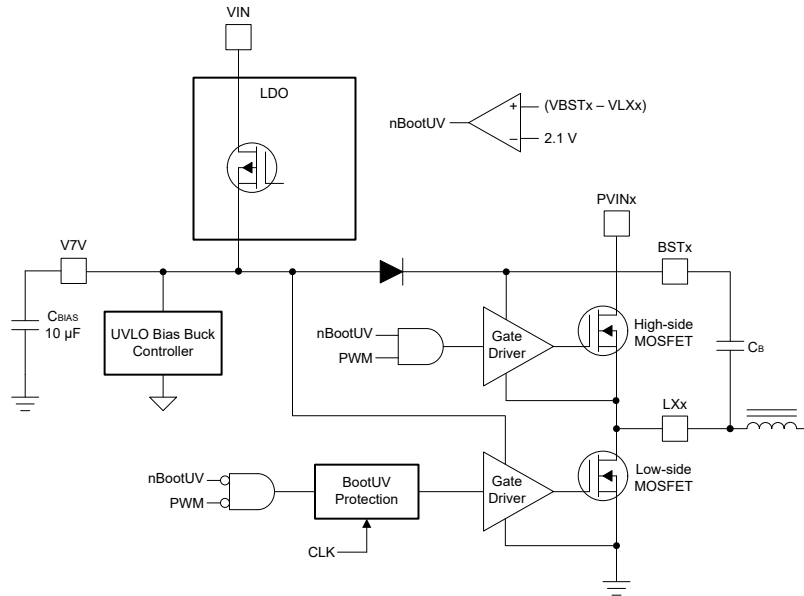 VIN
LDO
nBootUV
(VBSTx – VLXx)
+
–
2.1 V
PVINx
V7V
BSTx
CBIAS
10 µF
UVLO Bias Buck
Controller
nBootUV
PWM
Gate
Driver
High-side
MOSFET
CB
LXx
nBootUV
PWM
BootUV
Protection
Gate
Driver
Low-side
MOSFET
CLK